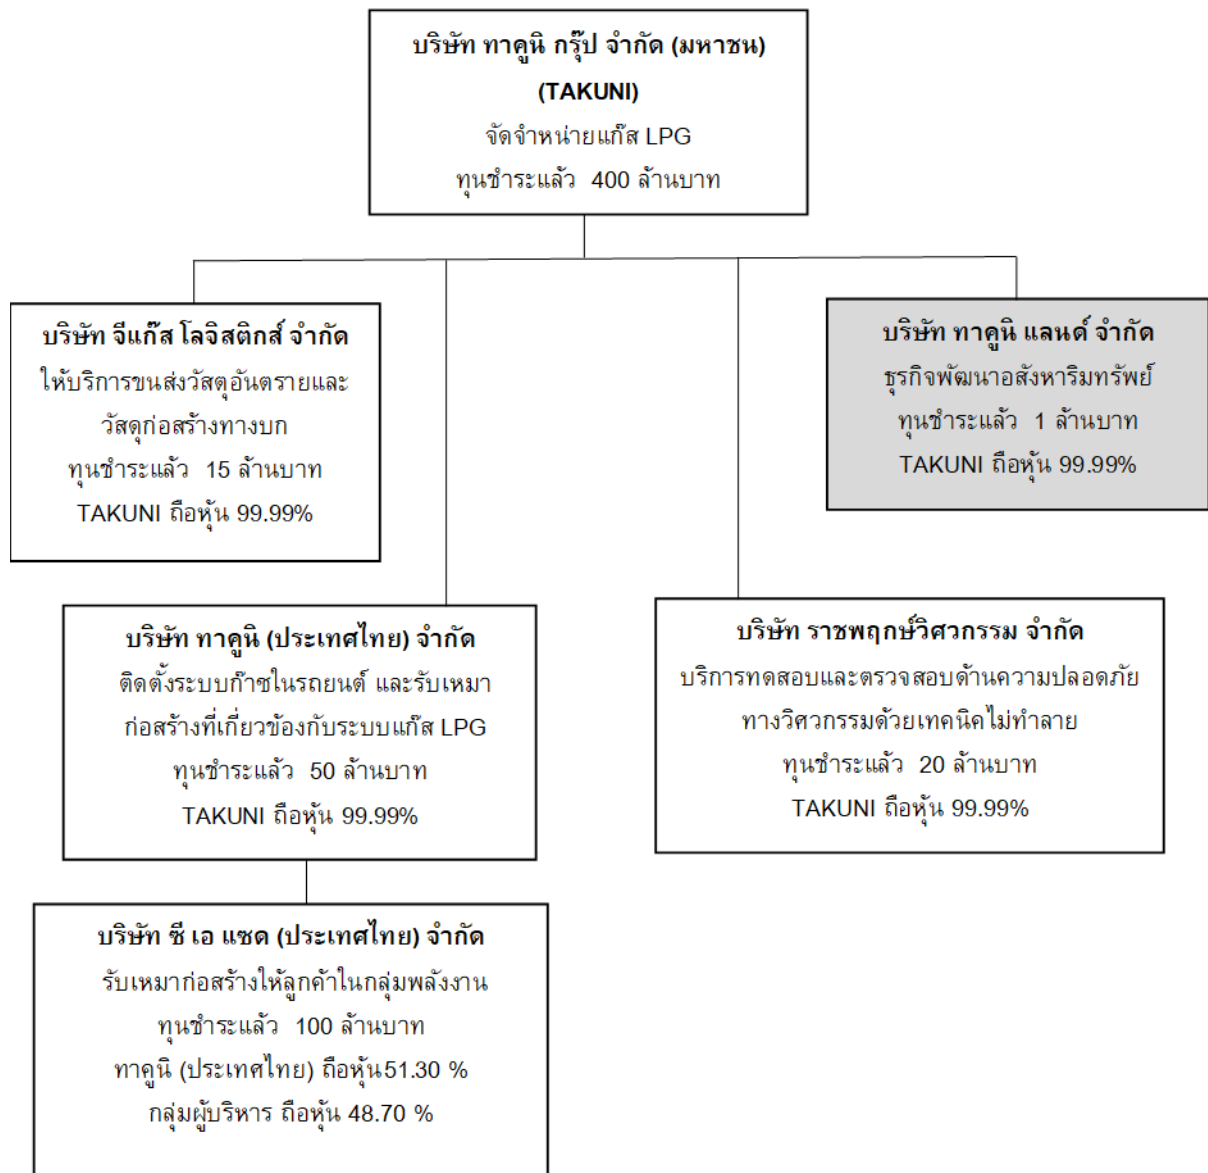 บริษัท ทาคูนิ กรุ๊ป จำกัด (มหาชน)
(TAKUNI)
จัดจำหน่ายแก๊ส LPG
ทุนชำระแล้ว 400 ล้านบาท
บริษัท จีแก๊ส โลจิสติกส์ จำกัด
ให้บริการขนส่งวัสตุอันตรายและ
วัสดุก่อสร้างทางบก
ทุนชำระแล้ว 15 ล้านบาท
TAKUNI ถือหุ้น 99.99%
บริษัท ทาคูนิ แลนด์ จำกัด
ธุรกิจพัฒนาอสังหาริมทรัพย์
ทุนชำระแล้ว 1 ล้านบาท
TAKUNI ถือหุ้น 99.99%
บริษัท ทาคูนิ (ประเทศไทย) จำกัด
ติดตั้งระบบก๊าซในรถยนต์ และรับเหมา
ก่อสร้างที่เกี่ยวข้องกับระบบแก๊ส LPG
ทุนชำระแล้ว 50 ล้านบาท
TAKUNI ถือหุ้น 99.99%
บริษัท ราชพฤกษ์วิศวกรรม จำกัด
บริการทดสอบและตรวจสอบด้านความปลอดภัย
ทางวิศวกรรมด้วยเทคนิคไม่ทำลาย
ทุนชำระแล้ว 20 ล้านบาท
TAKUNI ถือหุ้น 99.99%
บริษัท ซี เอ แซด (ประเทศไทย) จำกัด
รับเหมาก่อสร้างให้ลูกค้าในกลุ่มพลังงาน
ทุนชำระแล้ว 100 ล้านบาท
ทาคูนิ (ประเทศไทย) ถือหุ้น51.30 %
กลุ่มผู้บริหาร ถือหุ้น 48.70 %